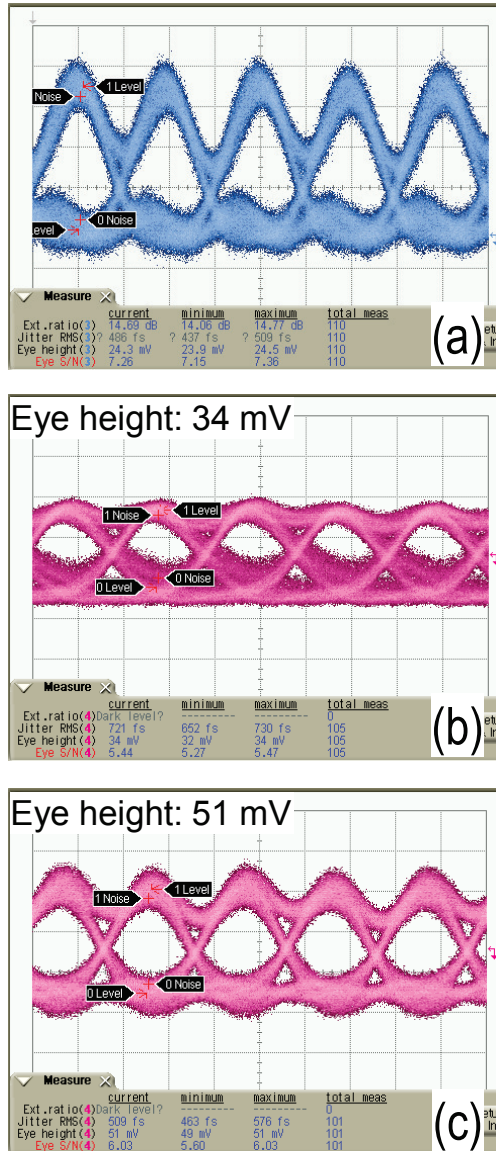 1 Level
Noise
0 Noise
evel
Measure
current minimum maximum total meas
Ext.ratio(3) 14.69 dB 14.06 dB 14.77 dB 110
Jitter RMS(3)? 486 fs ? 437 fs ? 509 fs 110
Eye height(3) 24.3 mV 23.9 mV 24.5 mV 110
Eye S/N(3) 7.26 7.15 7.36 110
(a)
Eye height: 34 mV
1 Level
1 Noise
0 Noise
0 Level
Measure
current minimum maximum total meas
Ext.ratio(4)Dark level? --------- --------- 0
Jitter RMS(4) 721 fs 652 fs 730 fs 105
Eye height(4) 34 mV 32 mV 34 mV 105
Eye S/N(4) 5.44 5.27 5.47 105
(b)
Eye height: 51 mV
1 Level
1 Noise
0 Noise
0 Level
Measure
current minimum maximum total meas
Ext.ratio(4)Dark level? --------- --------- 0
Jitter RMS(4) 509 fs 463 fs 576 fs 101
Eye height(4) 51 mV 49 mV 51 mV 101
Eye S/N(4) 6.03 5.60 6.03 101
(c)